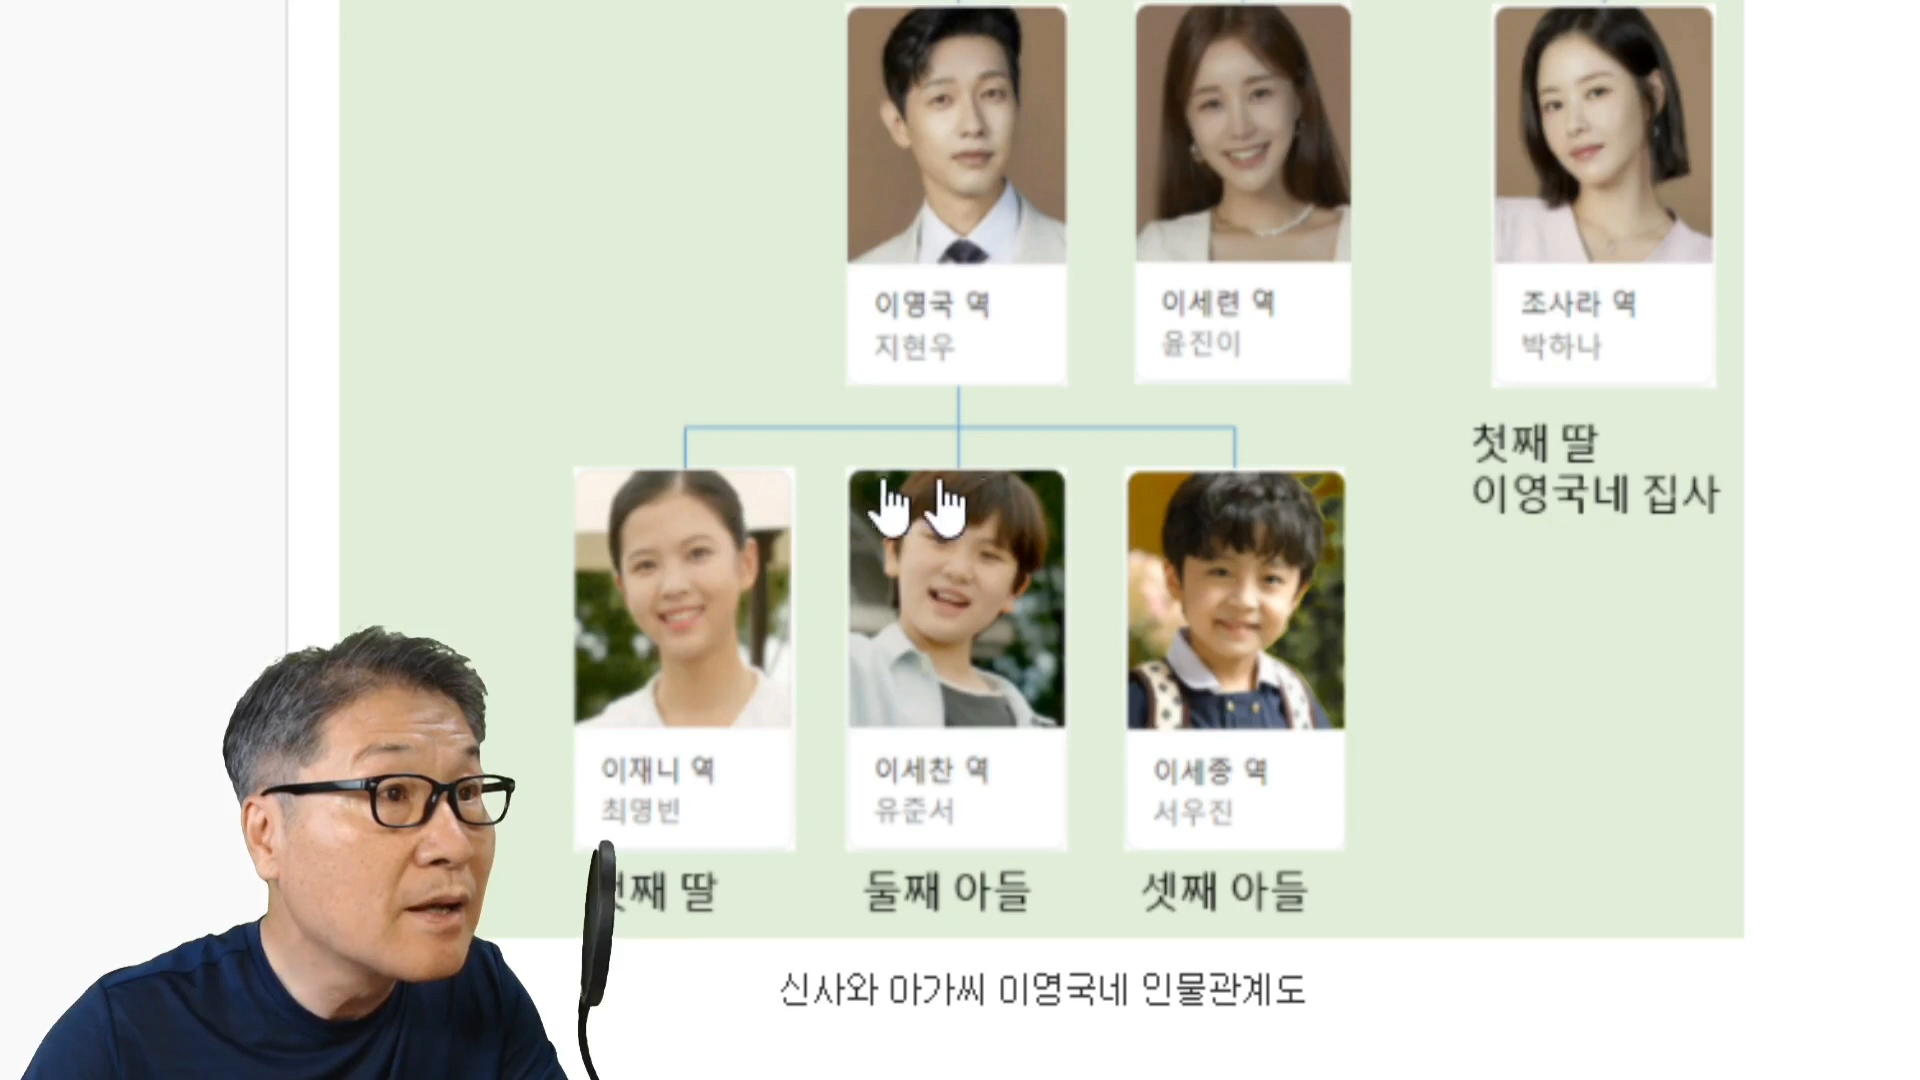 이영국 역
지현우
이세련 역
윤진이
조사라 역
박하나
첫째 딸
이영국네 집사
이재니 역
최명빈
이세찬 역
유준서
이세종 역
서우진
째 딸
둘째 아들
셋째 아들
신사와 아가씨 이영국네 인물관계도